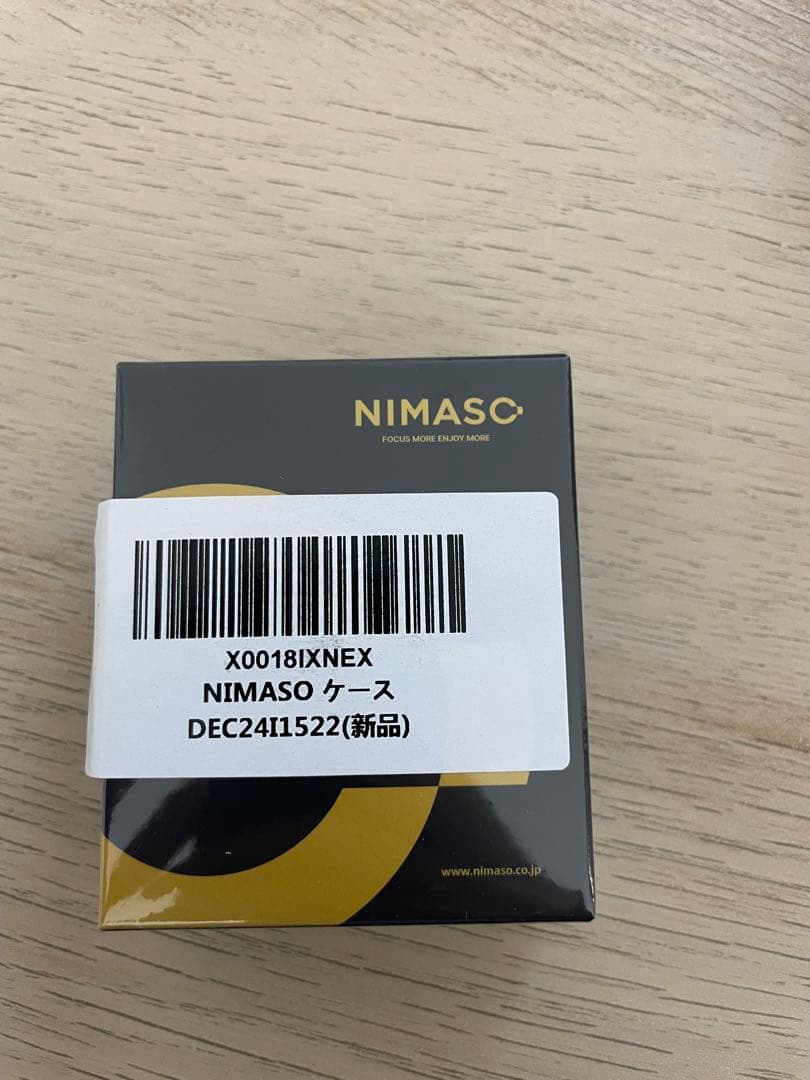 NIMASO
FOCUS MORE ENJOY MORE
X0018IXNEX
NIMASO ケース
DEC24I1522(新品)
www.nimaso.co.jp